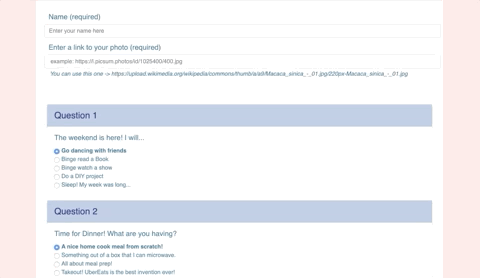 Name (required)
Enter your name here
Enter a link to your photo (required)
example: https://i.picsum.photos/id/1025400/400.jpg
You can use this one -> https://upload.wikimedia.org/wikipedia/commons/thumb/a/a9/Macaca_sinica_-_01.jpg/220px-Macaca_sinica_-_01.jpg
Question 1
The weekend is here! I will...
Go dancing with friends
Binge read a Book
Binge watch a show
Do a DIY project
Sleep! My week was long...
Question 2
Time for Dinner! What are you having?
A nice home cook meal from scratch!
Something out of a box that I can microwave.
All about meal prep!
Takeout! UberEats is the best invention ever!